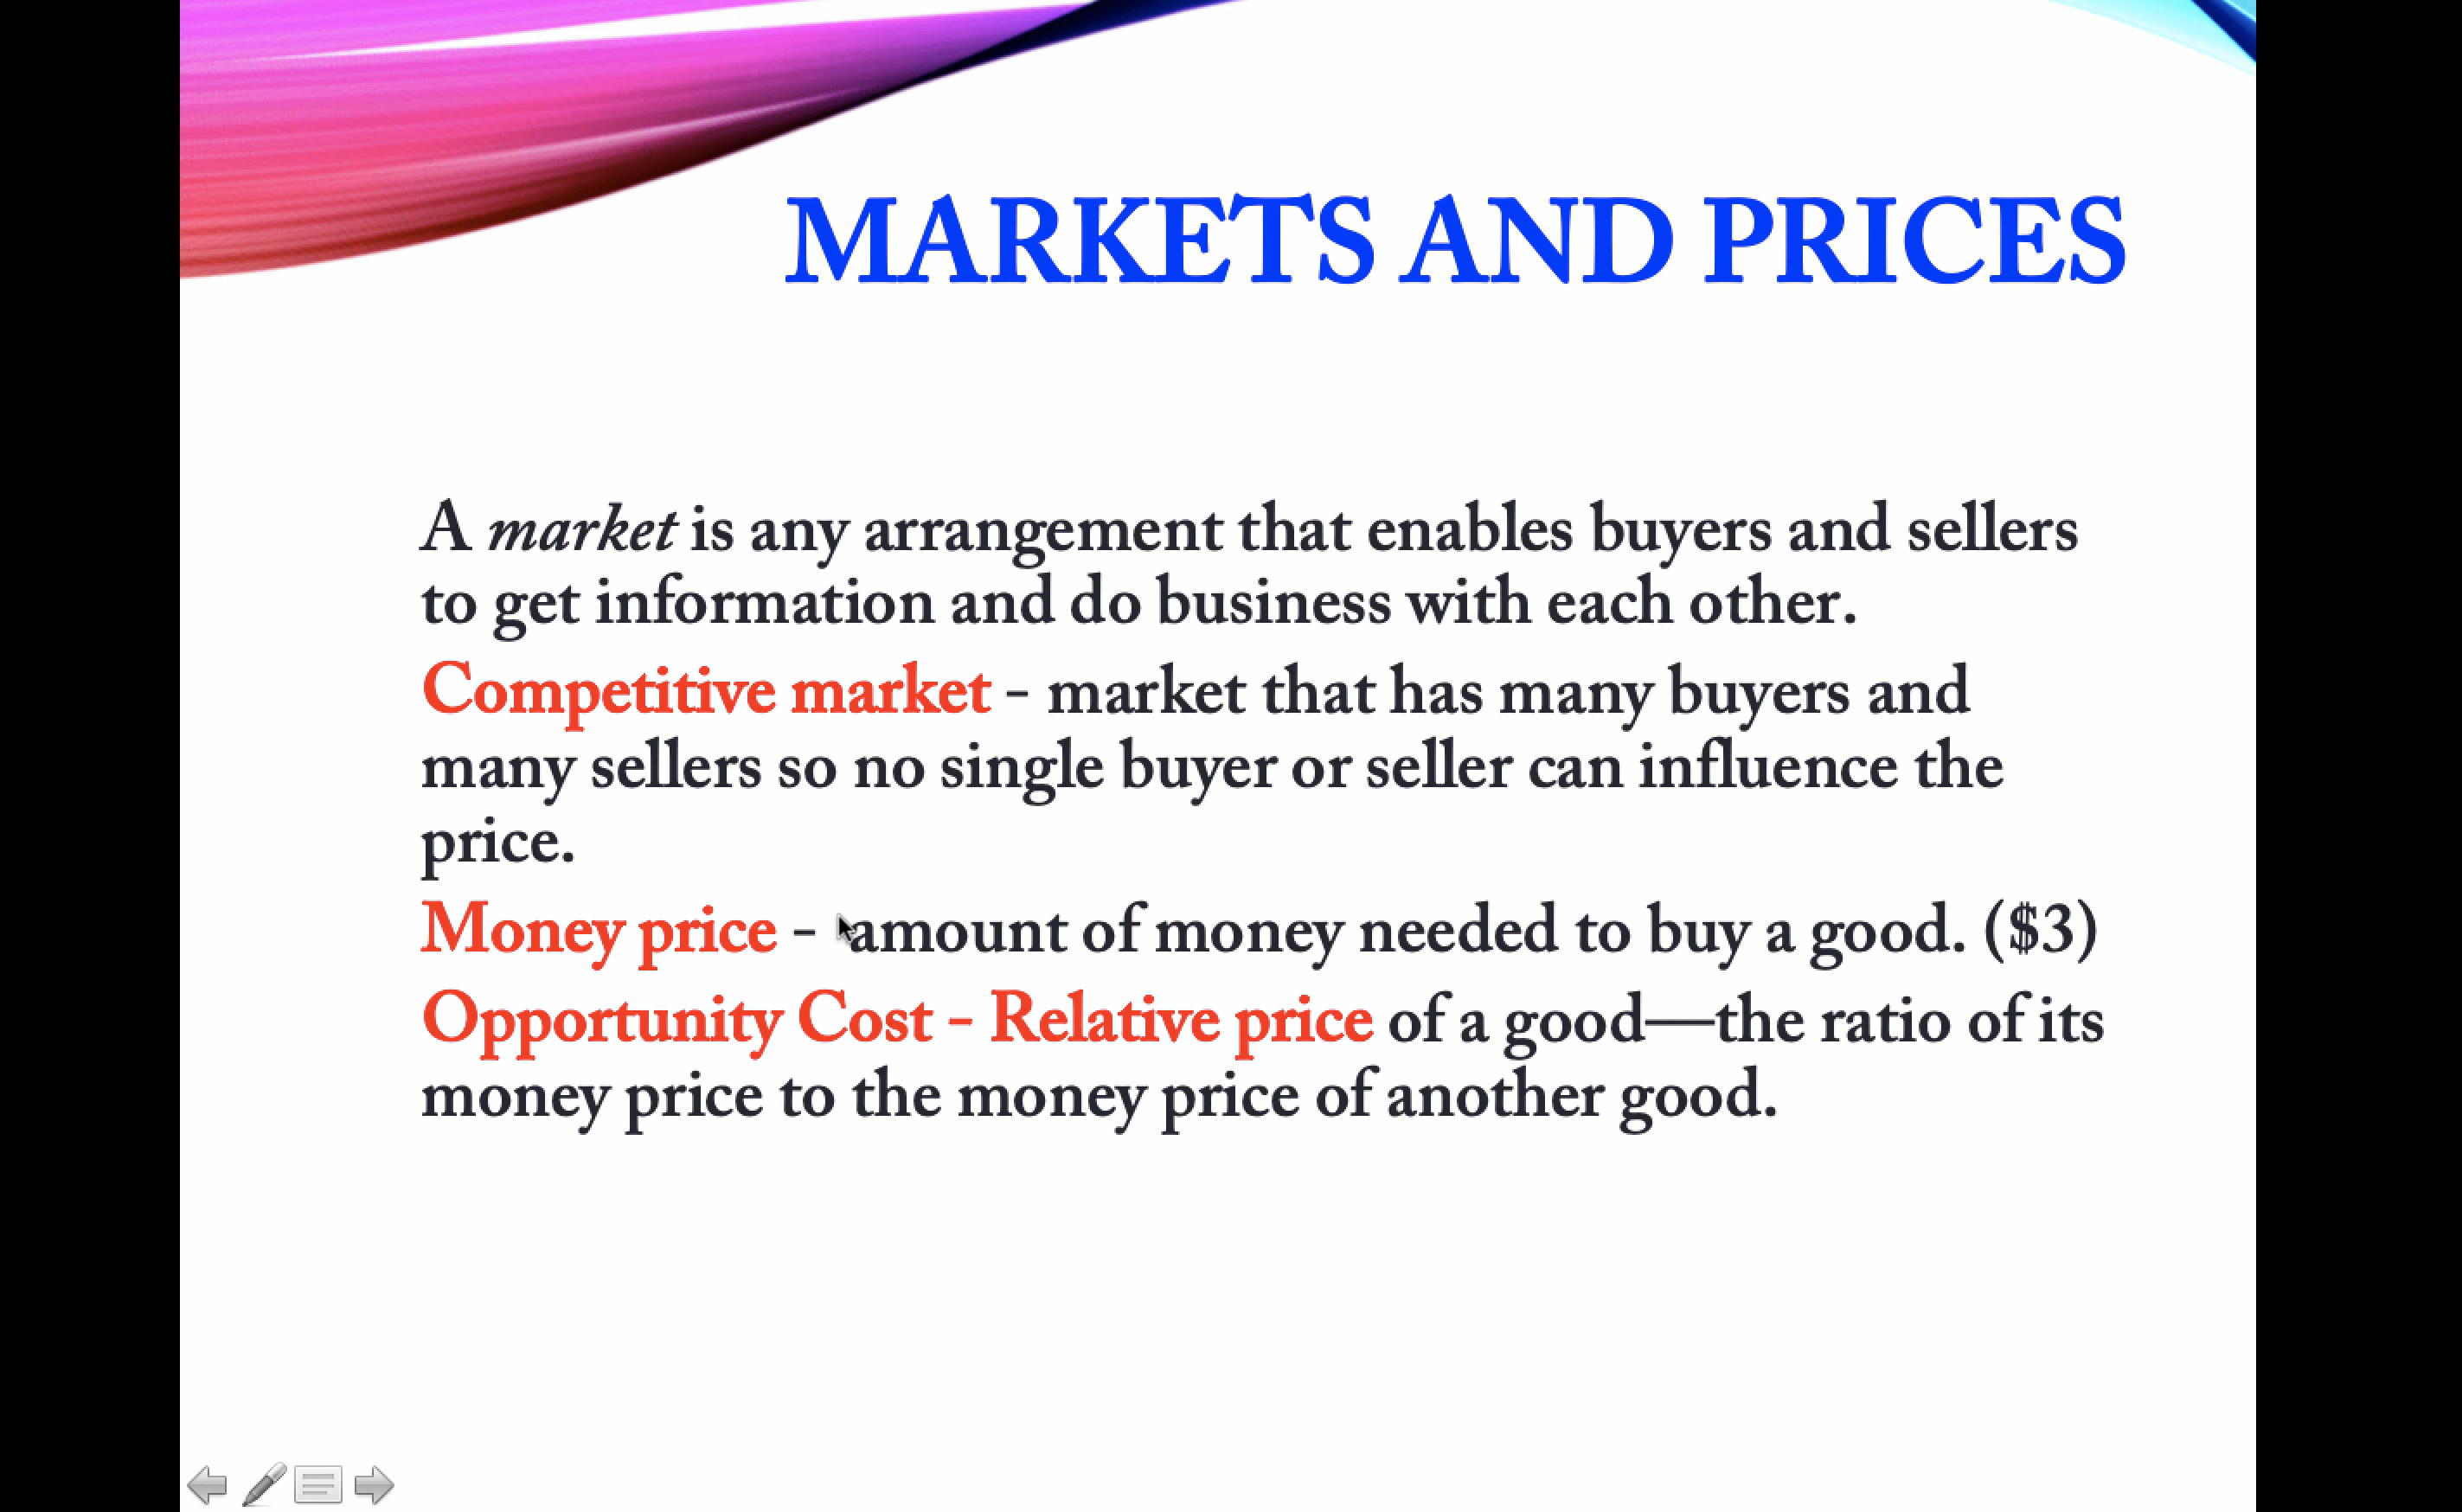 MARKETS AND PRICES
A market is any arrangement that enables buyers and sellers
to get information and do business with each other.
Competitive market - market that has many buyers and
many sellers so no single buyer or seller can influence the
price.
Money price - amount of money needed to buy a good. ($3)
Opportunity Cost - Relative price of a good—the ratio of its
money price to the money price of another good.